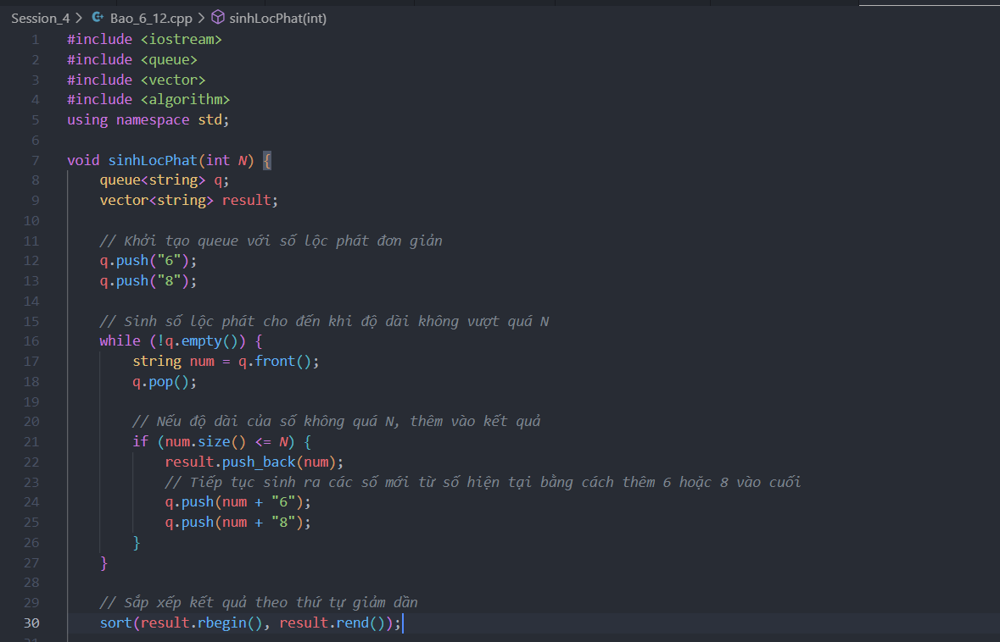 Session_4 > Bao_6_12.cpp > sinhLocPhat(int)
1 #include <iostream>
2 #include <queue>
3 #include <vector>
4 #include <algorithm>
5 using namespace std;
6
7 void sinhLocPhat(int N) {
8 queue<string> q;
9 vector<string> result;
10
11 // Khởi tạo queue với số lộc phát đơn giản
12 q.push("6");
13 q.push("8");
14
15 // Sinh số lộc phát cho đến khi độ dài không vượt quá N
16 while (!q.empty()) {
17 string num = q.front();
18 q.pop();
19
20 // Nếu độ dài của số không quá N, thêm vào kết quả
21 if (num.size() <= N) {
22 result.push_back(num);
23 // Tiếp tục sinh ra các số mới từ số hiện tại bằng cách thêm 6 hoặc 8 vào cuối
24 q.push(num + "6");
25 q.push(num + "8");
26 }
27 }
28
29 // Sắp xếp kết quả theo thứ tự giảm dần
30 sort(result.rbegin(), result.rend());
31